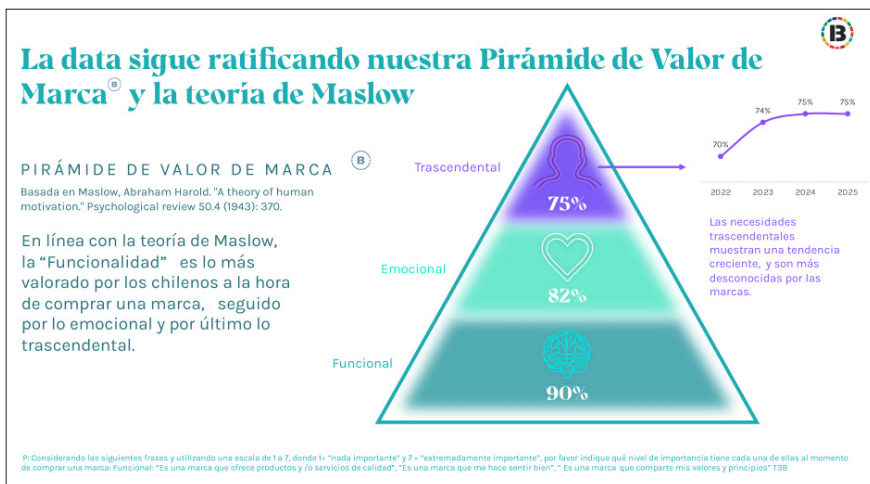 La data sigue ratificando nuestra Pirámide de Valor de
Marca® y la teoría de Maslow
B
PIRÁMIDE DE VALOR DE MARCA B
Basada en Maslow, Abraham Harold. "A theory of human
motivation." Psychological review 50.4 (1943): 370.
En línea con la teoría de Maslow,
la “Funcionalidad” es lo más
valorado por los chilenos a la hora
de comprar una marca, seguido
por lo emocional y por último lo
trascendental.
Trascendental
75%
Emocional
82%
Funcional
90%
70%
74%
75%
75%
2022 2023 2024 2025
Las necesidades
trascendentales
muestran una tendencia
creciente, y son más
desconocidas por las
marcas.
P: Considerando las siguientes frases y utilizando una escala de 1 a 7, donde 1= “nada importante” y 7 = “extremadamente importante”, por favor indique qué nivel de importancia tiene cada una de ellas al momento
de comprar una marca: Funcional: “Es una marca que ofrece productos y /o servicios de calidad”, “Es una marca que me hace sentir bien”, “ Es una marca que comparte mis valores y principios” T3B